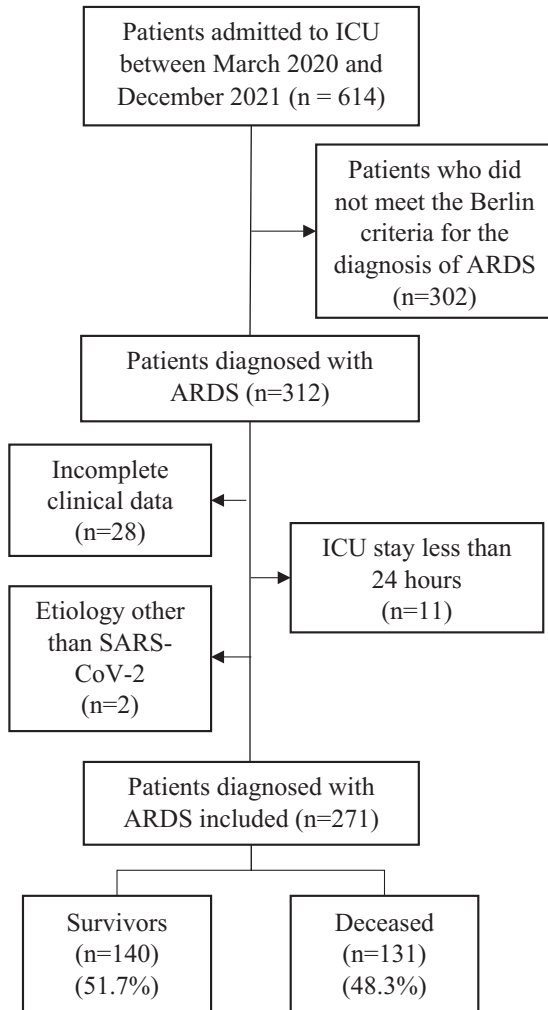 Patients admitted to ICU
between March 2020 and
December 2021 (n = 614)
Patients who did
not meet the Berlin
criteria for the
diagnosis of ARDS
(n=302)
Patients diagnosed with
ARDS (n=312)
Incomplete
clinical data
(n=28)
ICU stay less than
24 hours
(n=11)
Etiology other
than SARS-
CoV-2
(n=2)
Patients diagnosed with
ARDS included (n=271)
Survivors
(n=140)
(51.7%)
Deceased
(n=131)
(48.3%)